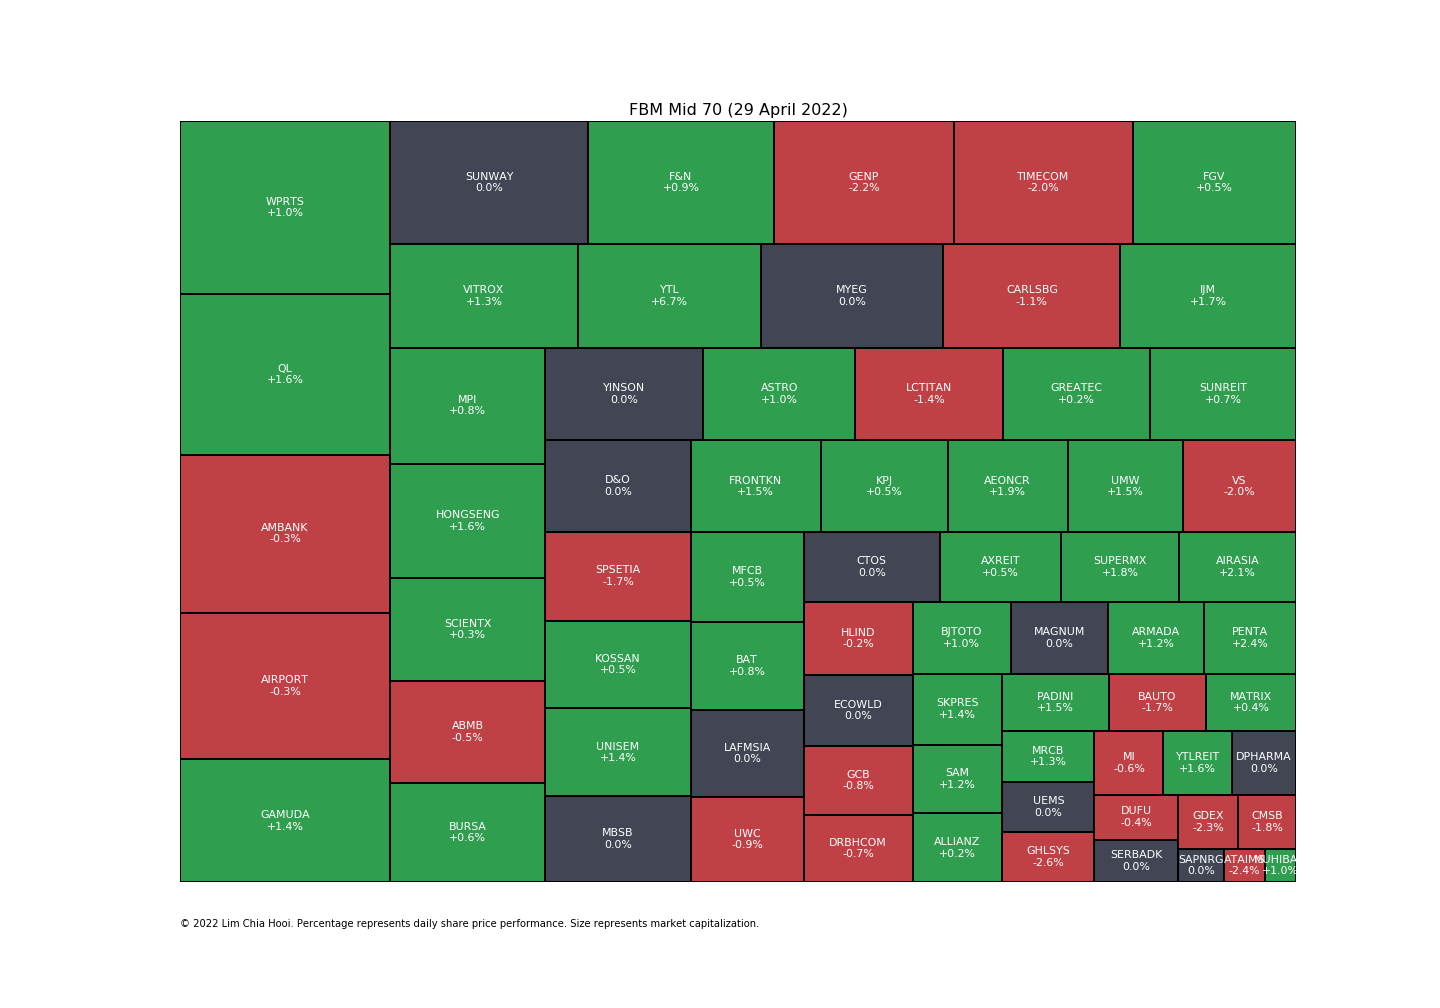 FBM Mid 70 (29 April 2022)
WPRTS
+1.0%
QL
+1.6%
AMBANK
-0.3%
AIRPORT
-0.3%
GAMUDA
+1.4%
SUNWAY
0.0%
F&N
+0.9%
GENP
-2.2%
TIMECOM
-2.0%
FGV
+0.5%
VITROX
+1.3%
YTL
+6.7%
MYEG
0.0%
CARLSBG
-1.1%
IJM
+1.7%
MPI
+0.8%
HONGSENG
+1.6%
SCIENTX
+0.3%
ABMB
-0.5%
BURSA
+0.6%
YINSON
0.0%
ASTRO
+1.0%
LCTITAN
-1.4%
GREATEC
+0.2%
SUNREIT
+0.7%
D&O
0.0%
SPSETIA
-1.7%
KOSSAN
+0.5%
UNISEM
+1.4%
MBSB
0.0%
FRONTKN
+1.5%
KPJ
+0.5%
AEONCR
+1.9%
UMW
+1.5%
VS
-2.0%
MFCB
+0.5%
BAT
+0.8%
LAFMSIA
0.0%
UWC
-0.9%
CTOS
0.0%
AXREIT
+0.5%
SUPERMX
+1.8%
AIRASIA
+2.1%
HLIND
-0.2%
ECOWLD
0.0%
GCB
-0.8%
DRBHCOM
-0.7%
BJTOTO
+1.0%
MAGNUM
0.0%
ARMADA
+1.2%
PENTA
+2.4%
SKPRES
+1.4%
SAM
+1.2%
ALLIANZ
+0.2%
PADINI
+1.5%
BAUTO
-1.7%
MATRIX
+0.4%
MRCB
+1.3%
UEMS
0.0%
GHLSYS
-2.6%
MI
-0.6%
YTLREIT
+1.6%
DPHARMA
0.0%
DUFU
-0.4%
SERBADK
0.0%
GDEX
-2.3%
CMSB
-1.8%
SAPNRG
0.0%
ATAIMS
-2.4%
MUHIBAH
+1.0%
© 2022 Lim Chia Hooi. Percentage represents daily share price performance. Size represents market capitalization.